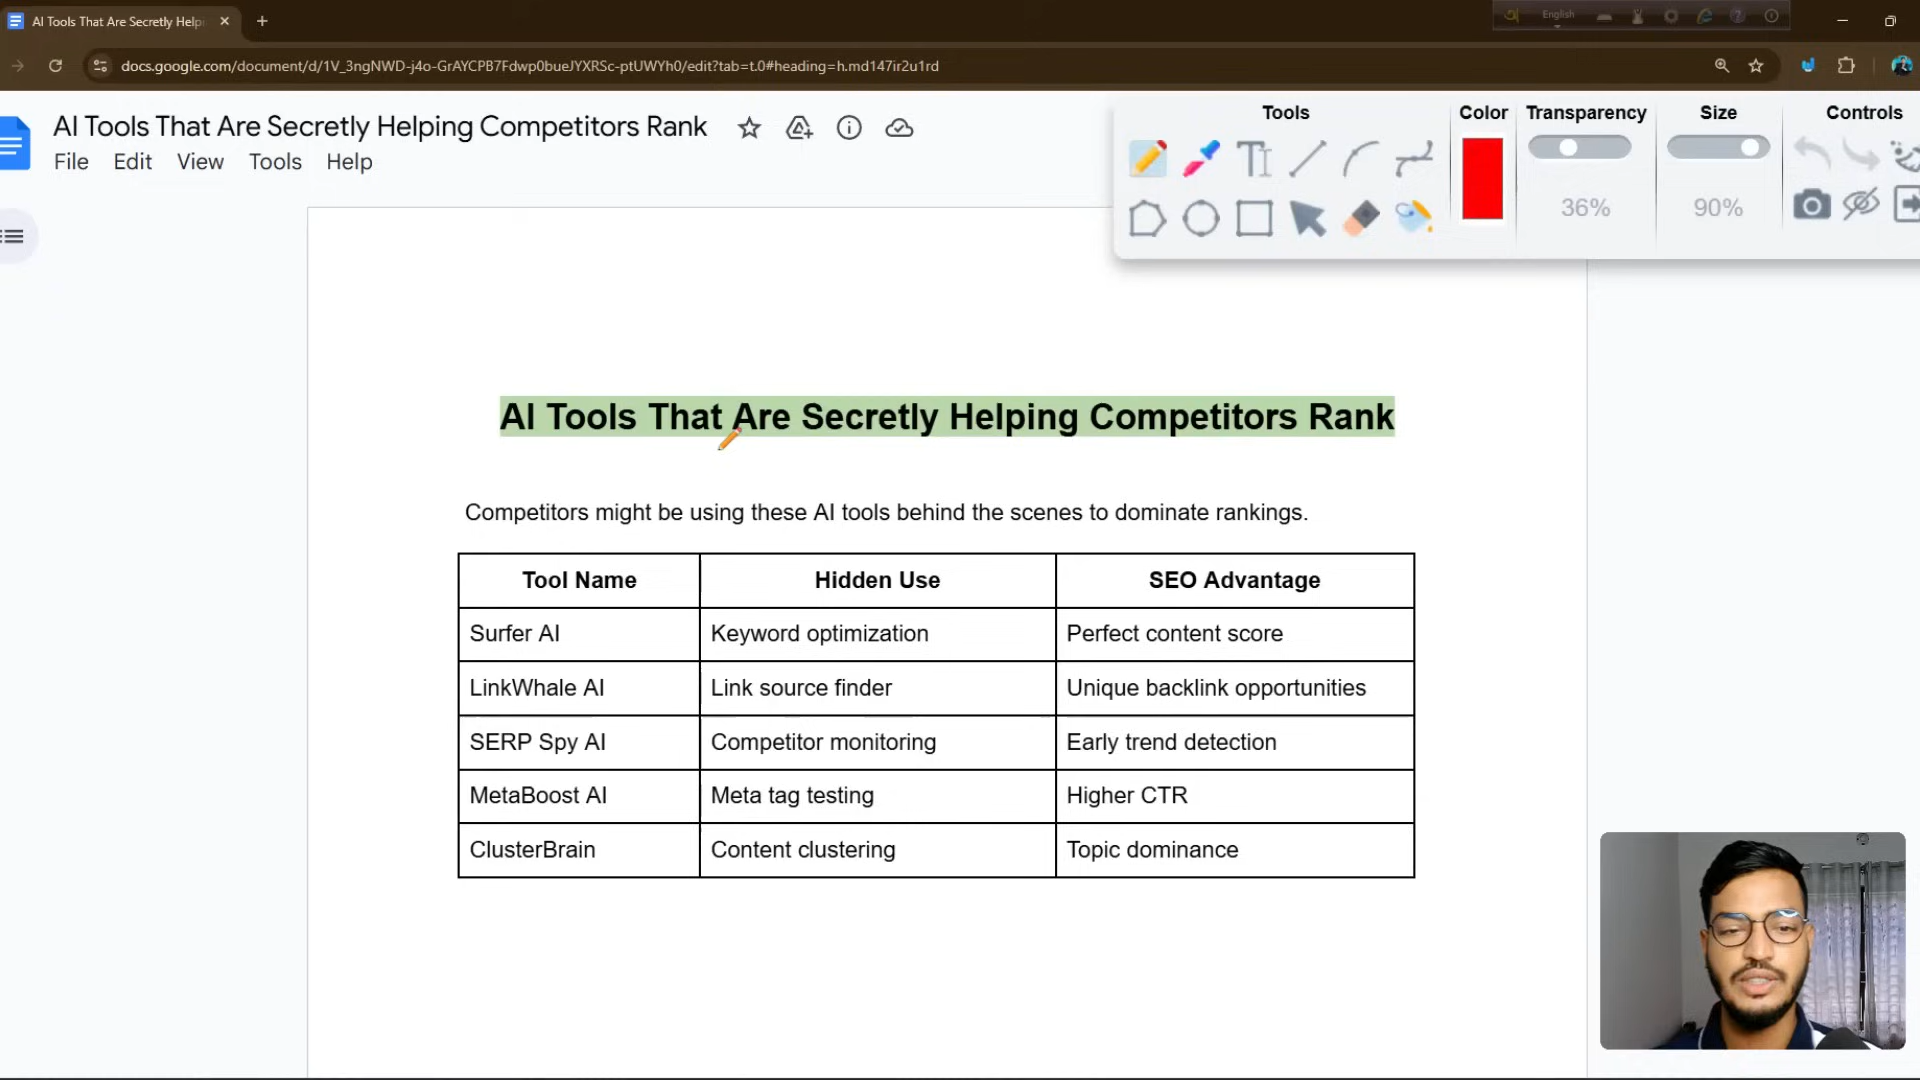 AI Tools That Are Secretly Help
English
docs.google.com/document/d/1V_3ngNWD-j4o-GrAYCPB7Fdwp0bueJYXRSc-ptUWYh0/edit?tab=t.0#heading=h.md147ir2u1rd
AI Tools That Are Secretly Helping Competitors Rank
File Edit View Tools Help
Tools Color Transparency Size Controls
36% 90%
AI Tools That Are Secretly Helping Competitors Rank
Competitors might be using these AI tools behind the scenes to dominate rankings.
Tool Name Hidden Use SEO Advantage
Surfer AI Keyword optimization Perfect content score
LinkWhale AI Link source finder Unique backlink opportunities
SERP Spy AI Competitor monitoring Early trend detection
MetaBoost AI Meta tag testing Higher CTR
ClusterBrain Content clustering Topic dominance